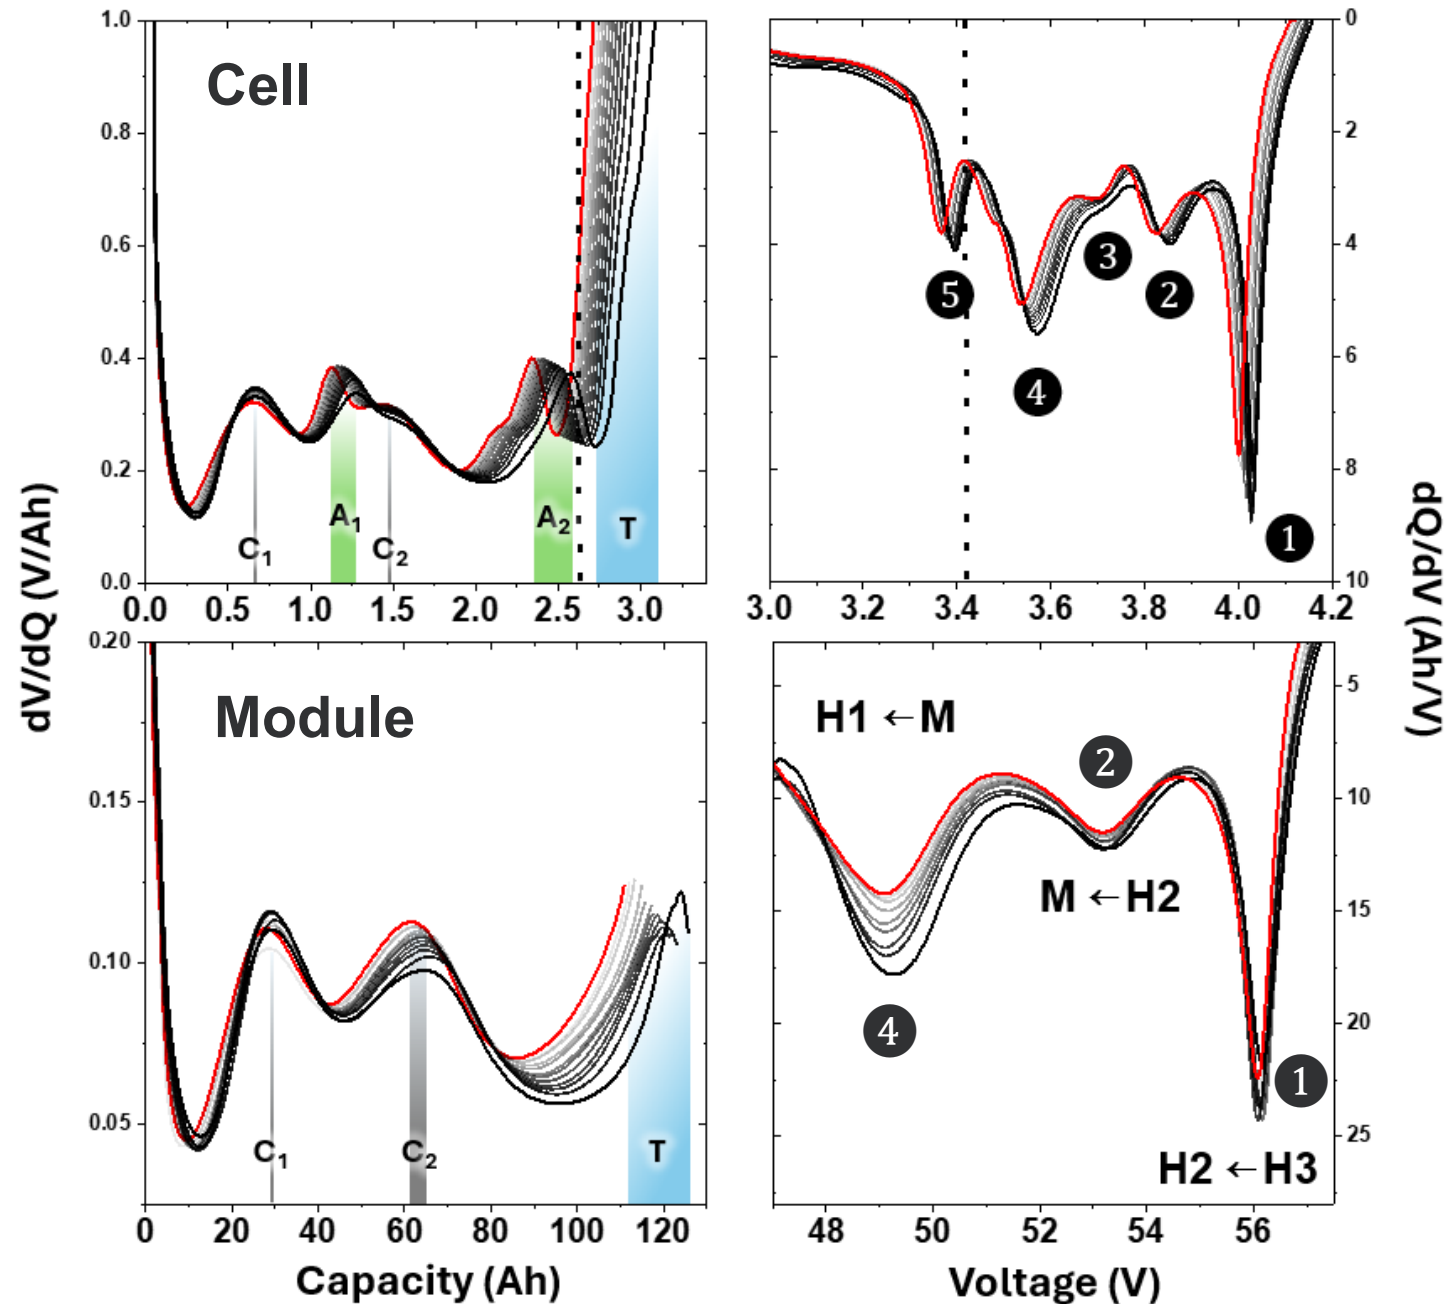 Cell
dV/dQ (V/Ah)
1.0
0.8
0.6
0.4
0.2
0.0
C₁
A₁
C₂
A₂
T
0.0 0.5 1.0 1.5 2.0 2.5 3.0
0
2
4
6
8
10
dQ/dV (Ah/V)
5
4
3
2
1
3.0 3.2 3.4 3.6 3.8 4.0 4.2
Module
0.20
0.15
0.10
0.05
C₁
C₂
T
0 20 40 60 80 100 120
Capacity (Ah)
H1 ←M
2
M ←H2
4
1
H2 ←H3
5
10
15
20
25
48 50 52 54 56
Voltage (V)